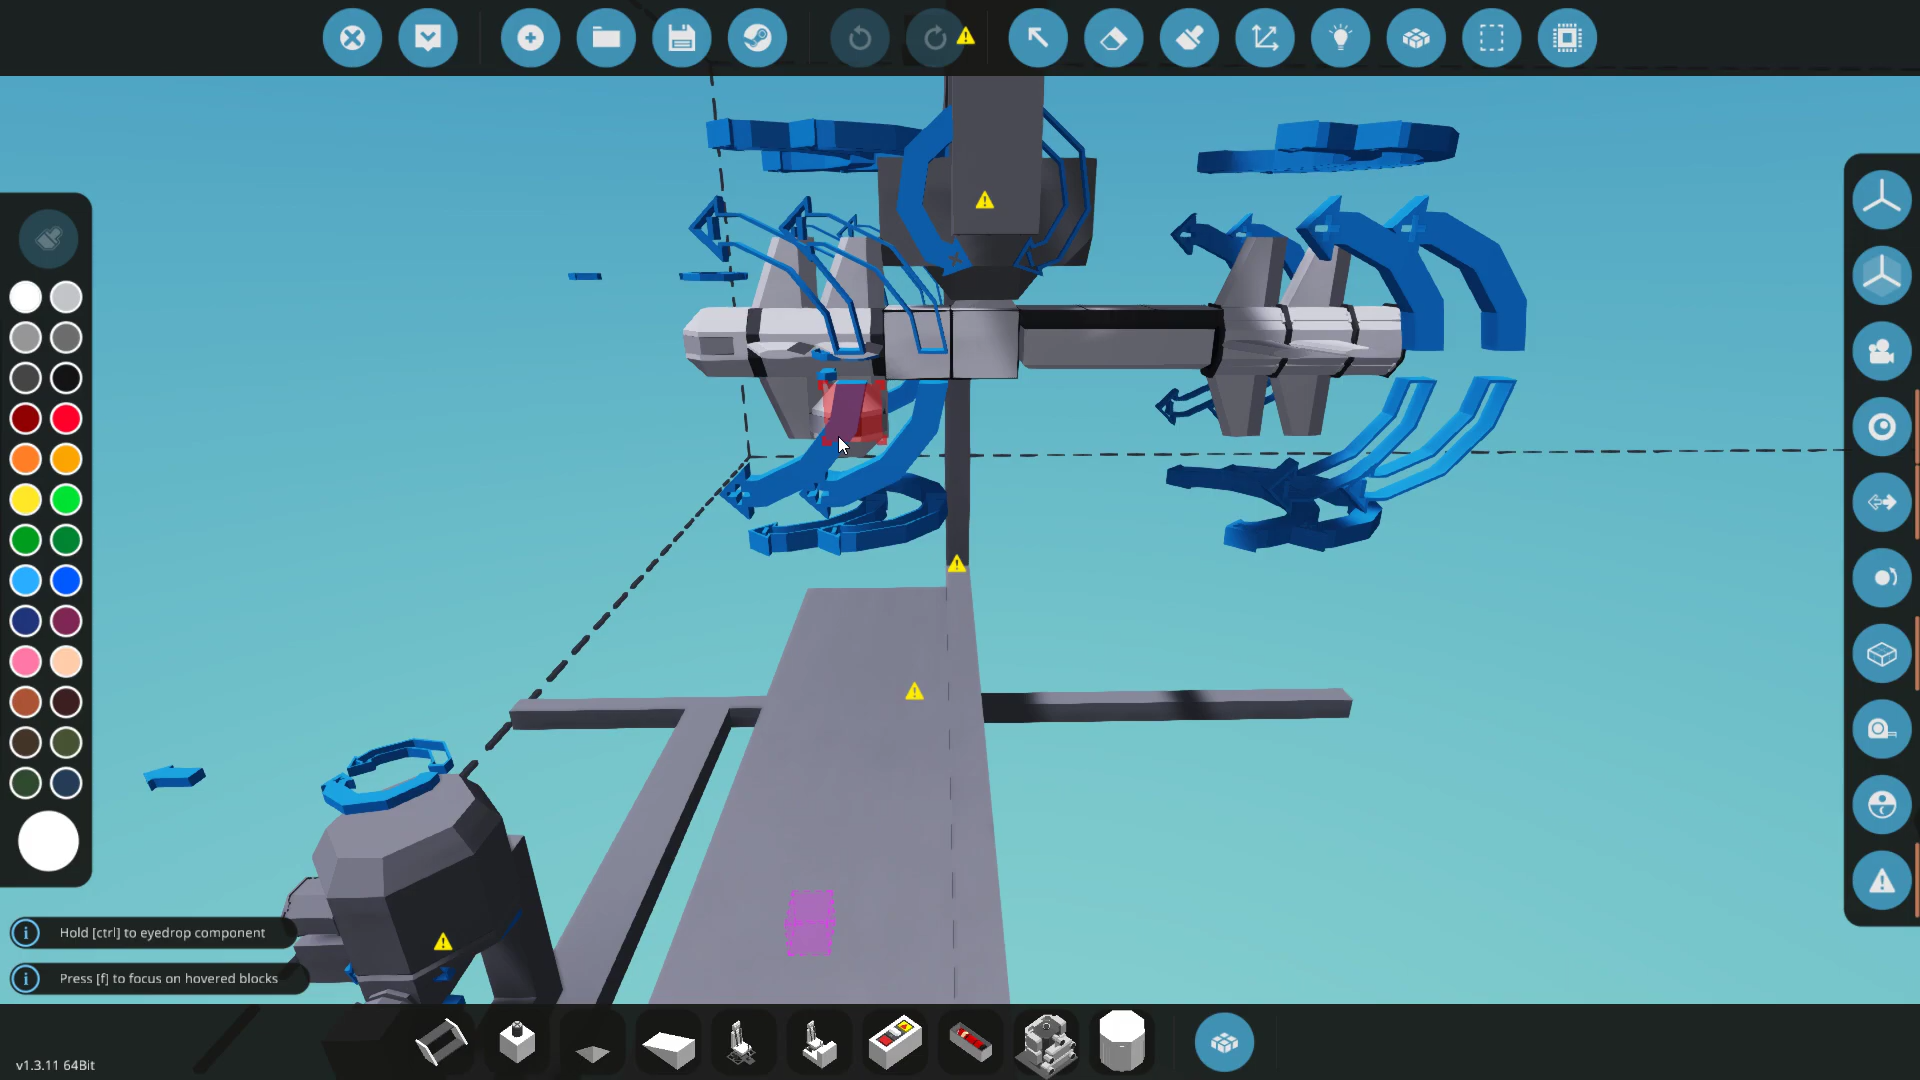 Hold [ctrl] to eyedrop component
Press [f] to focus on hovered blocks
v1.3.11 64Bit